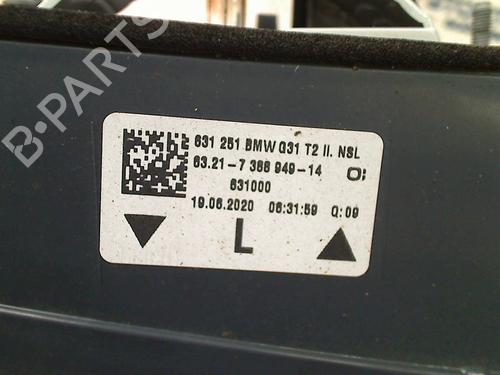 B-PARTS
631 251 BMW G31 T2 II. NSL
63.21-7 366 949-14
631000
19.06.2020 06:31:59 Q:09
L